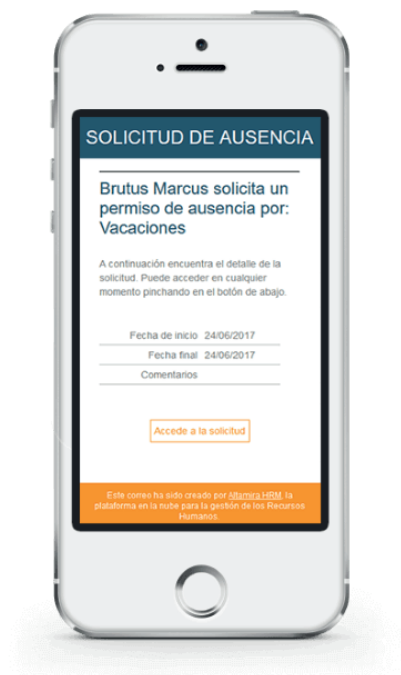 SOLICITUD DE AUSENCIA
Brutus Marcus solicita un
permiso de ausencia por:
Vacaciones
A continuación encuentra el detalle de la
solicitud. Puede acceder en cualquier
momento pinchando en el botón de abajo.
Fecha de inicio 24/06/2017
Fecha final 24/06/2017
Comentarios
Accede a la solicitud
Este correo ha sido creado por Altamira HRM, la
plataforma en la nube para la gestión de los Recursos
Humanos.